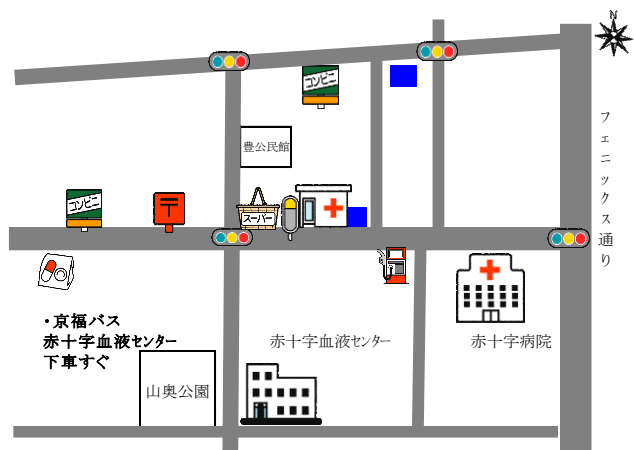 N
コンビニ
フェニックス通り
豊公民館
コンビニ
〒
スーパー
・京福バス
赤十字血液センター
下車すぐ
赤十字血液センター
赤十字病院
山奥公園